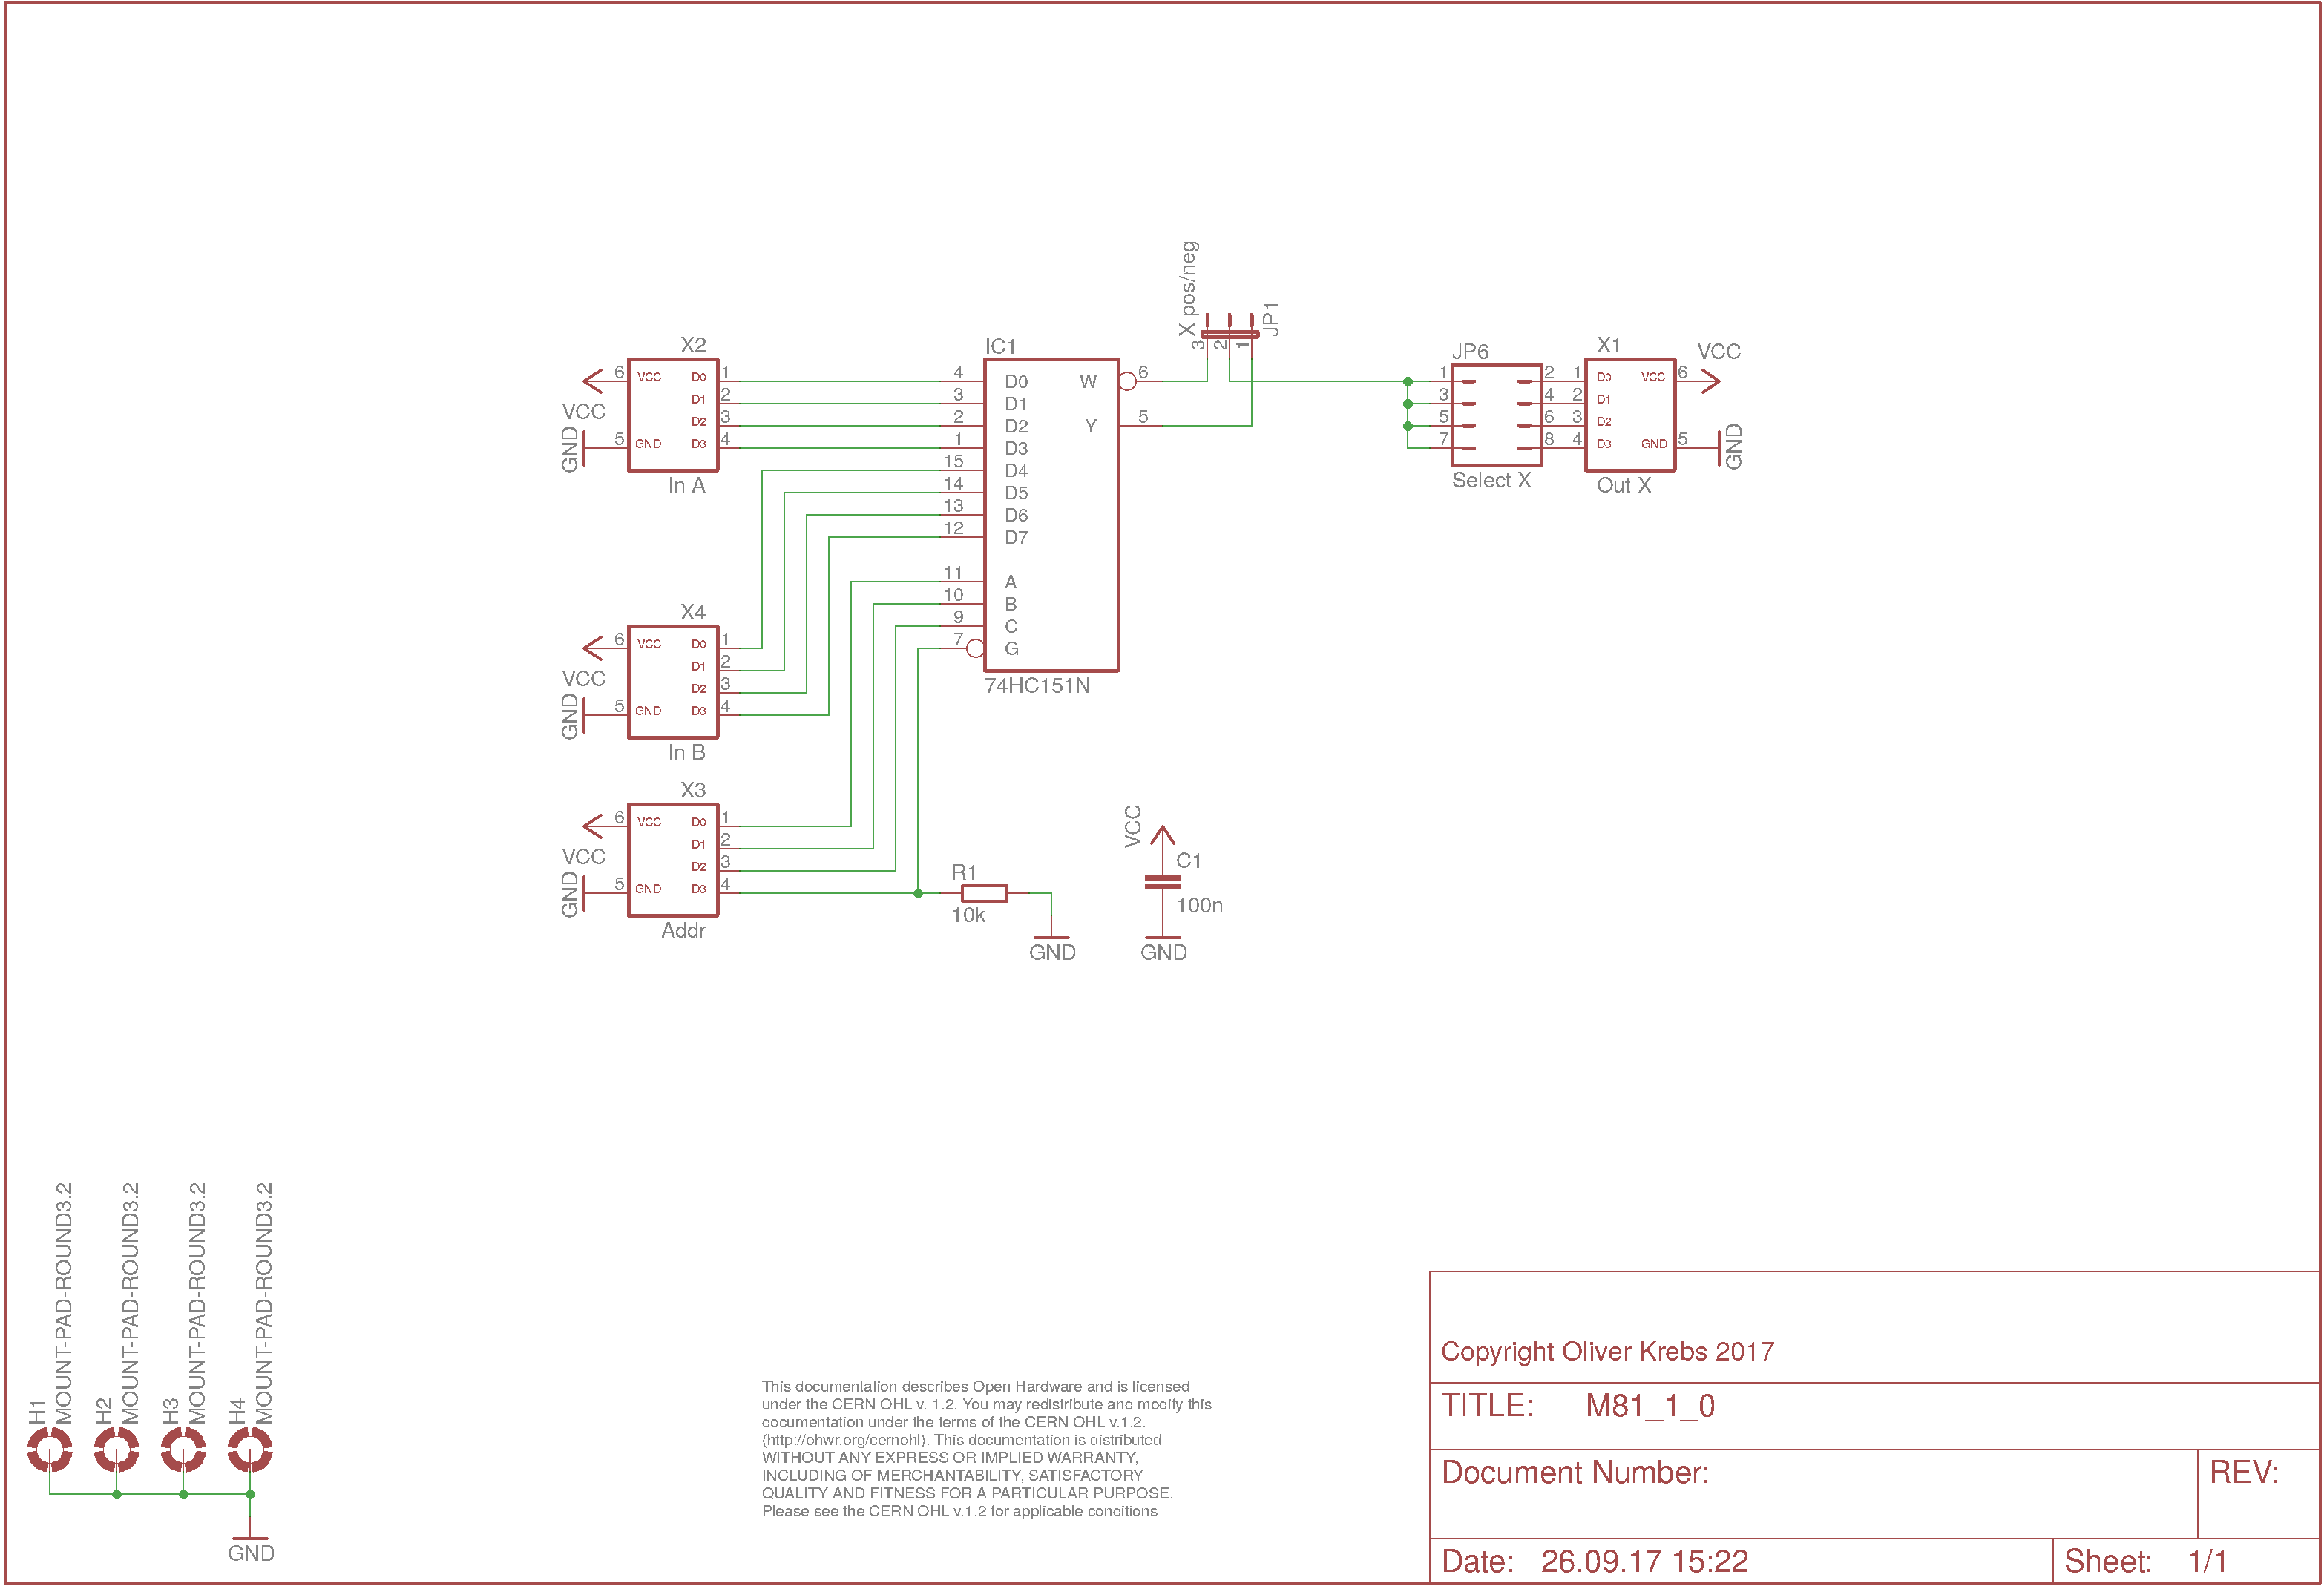 X pos/neg
JP1
3
2
1
X2
6 VCC D0 1
D1 2
D2 3
5 GND D3 4
VCC
GND
In A
IC1
4 D0 W 6
3 D1
2 D2 Y 5
1 D3
15 D4
14 D5
13 D6
12 D7
11 A
10 B
9 C
7 G
74HC151N
JP6
1 2
3 4
5 6
7 8
Select X
X1
1 D0 VCC 6
2 D1
3 D2
4 D3 GND 5
VCC
GND
Out X
X4
6 VCC D0 1
D1 2
D2 3
5 GND D3 4
VCC
GND
In B
X3
6 VCC D0 1
D1 2
D2 3
5 GND D3 4
VCC
GND
Addr
R1
10k
GND
VCC
C1
100n
GND
H1
MOUNT-PAD-ROUND3.2
H2
MOUNT-PAD-ROUND3.2
H3
MOUNT-PAD-ROUND3.2
H4
MOUNT-PAD-ROUND3.2
GND
This documentation describes Open Hardware and is licensed
under the CERN OHL v. 1.2. You may redistribute and modify this
documentation under the terms of the CERN OHL v.1.2.
(http://ohwr.org/cernohl). This documentation is distributed
WITHOUT ANY EXPRESS OR IMPLIED WARRANTY,
INCLUDING OF MERCHANTABILITY, SATISFACTORY
QUALITY AND FITNESS FOR A PARTICULAR PURPOSE.
Please see the CERN OHL v.1.2 for applicable conditions
Copyright Oliver Krebs 2017
TITLE: M81_1_0
Document Number:
REV:
Date: 26.09.17 15:22
Sheet: 1/1